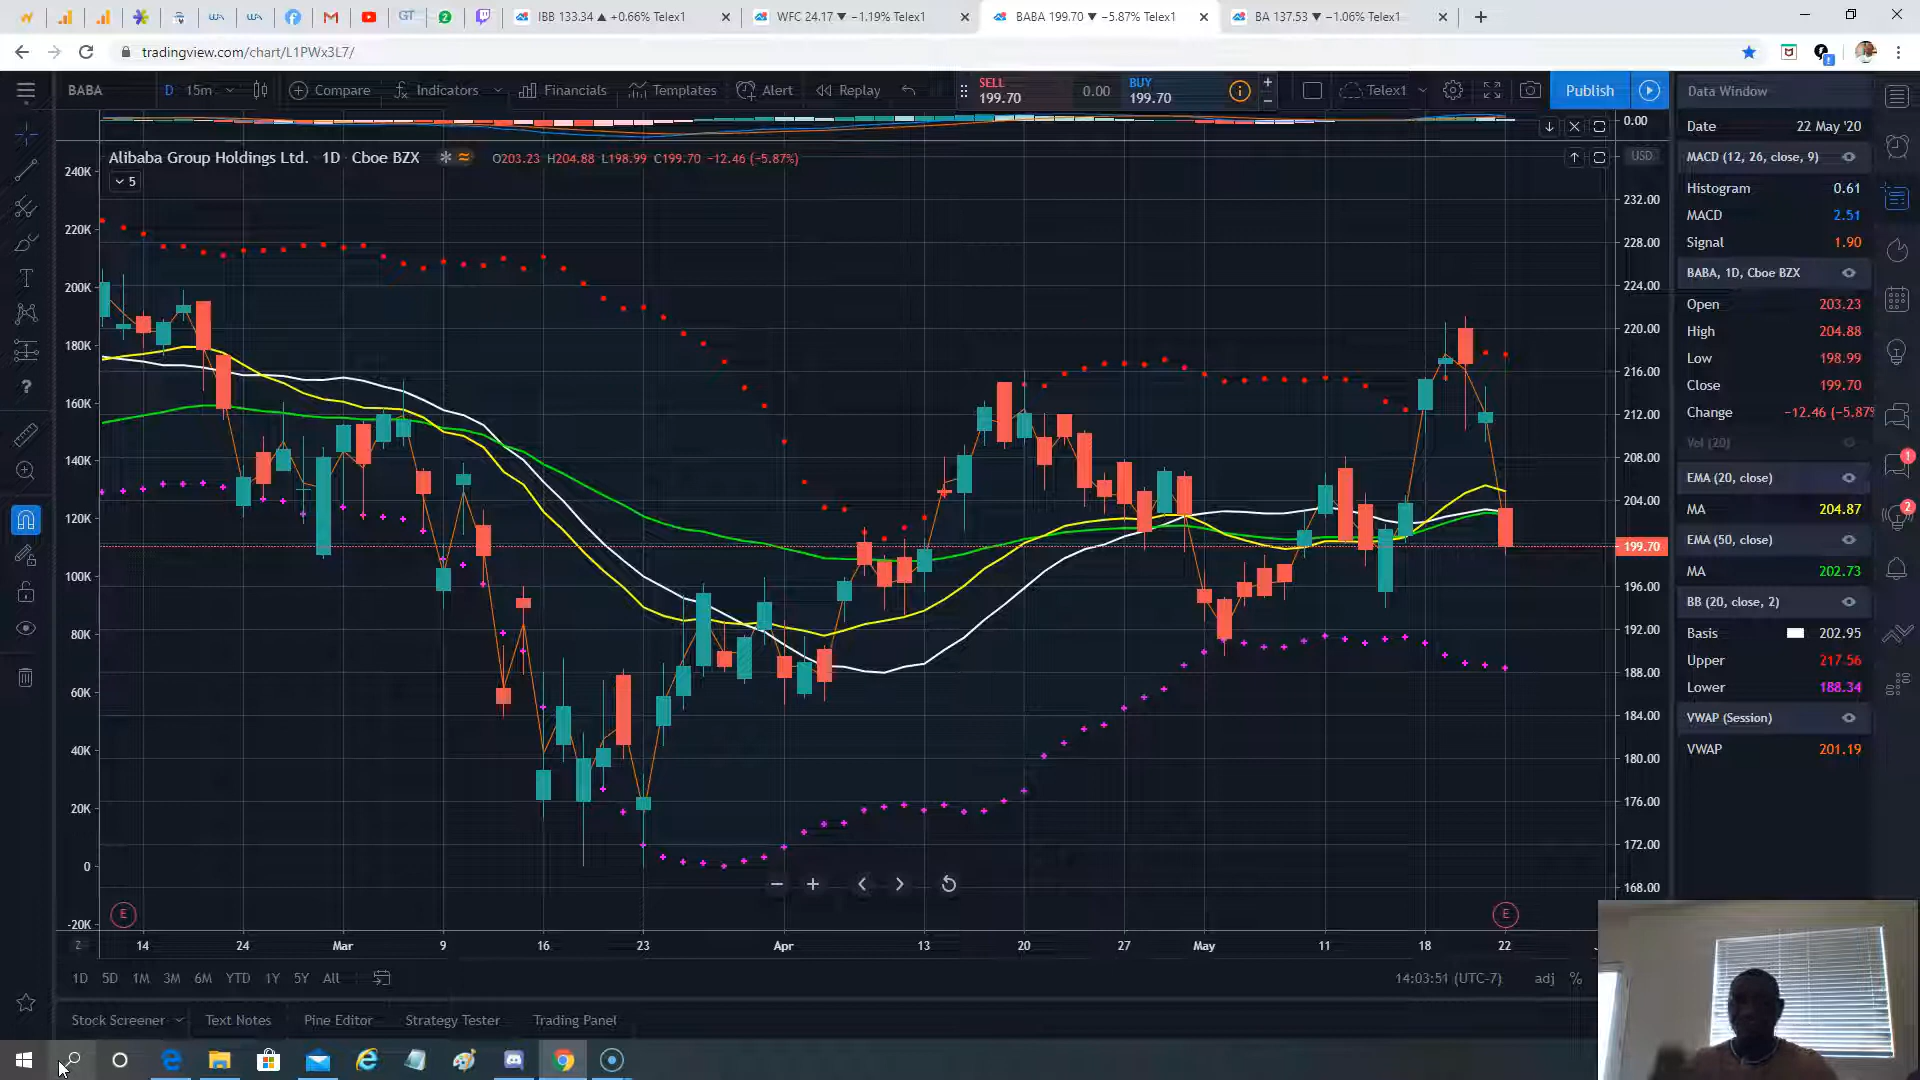 IBB 133.34 ▲ +0.66% Telex1
WFC 24.17 ▼ −1.19% Telex1
BABA 199.70 ▼ −5.87% Telex1
BA 137.53 ▼ −1.06% Telex1
tradingview.com/chart/L1PWx3L7/
BABA D 15m Compare Indicators Financials Templates Alert Replay
SELL 199.70 0.00 BUY 199.70
Telex1 Publish
Data Window
0.00
Date 22 May '20
Alibaba Group Holdings Ltd. · 1D · Cboe BZX O203.23 H204.88 L198.99 C199.70 −12.46 (−5.87%)
5
USD
240K
220K
200K
180K
160K
140K
120K
100K
80K
60K
40K
20K
0
-20K
232.00
228.00
224.00
220.00
216.00
212.00
208.00
204.00
199.70
196.00
192.00
188.00
184.00
180.00
176.00
172.00
168.00
MACD (12, 26, close, 9)
Histogram 0.61
MACD 2.51
Signal 1.90
BABA, 1D, Cboe BZX
Open 203.23
High 204.88
Low 198.99
Close 199.70
Change −12.46 (−5.87%
Vol (20)
EMA (20, close)
MA 204.87
EMA (50, close)
MA 202.73
BB (20, close, 2)
Basis 202.95
Upper 217.56
Lower 188.34
VWAP (Session)
VWAP 201.19
1
2
E E
Z 14 24 Mar 9 16 23 Apr 13 20 27 May 11 18 22
1D 5D 1M 3M 6M YTD 1Y 5Y All 14:03:51 (UTC-7) adj %
Stock Screener Text Notes Pine Editor Strategy Tester Trading Panel